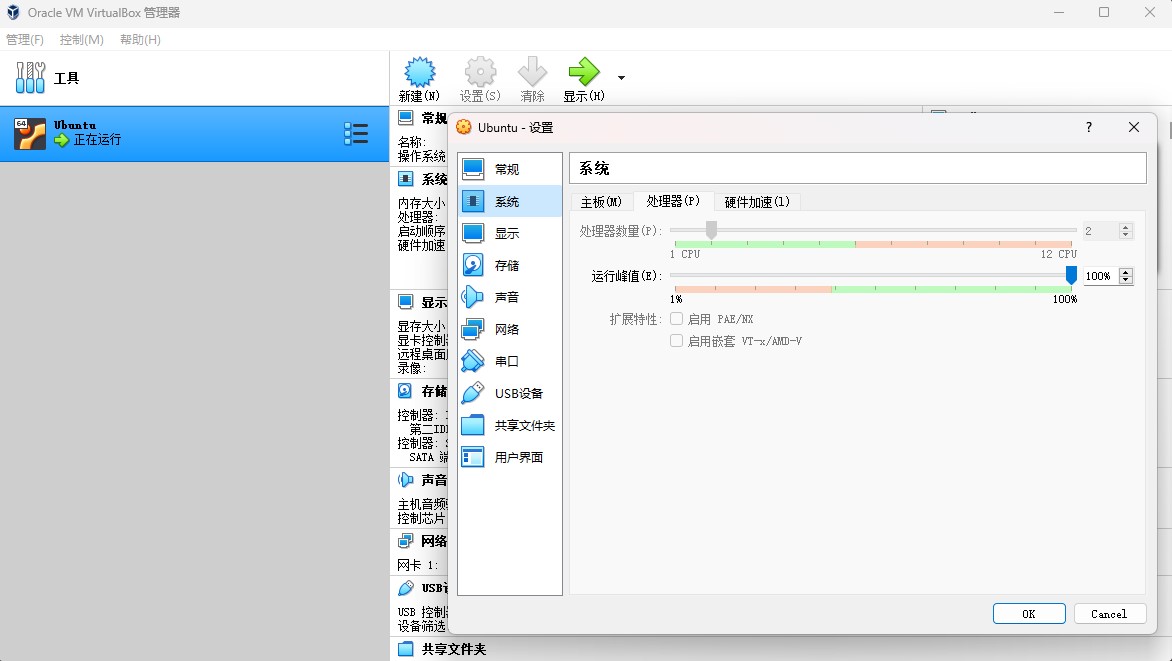 Oracle VM VirtualBox 管理器
管理(F) 控制(M) 帮助(H)
工具
新建(N) 设置(S) 清除 显示(H)
64
Ubuntu
正在运行
常规
名称:
操作系统
系统
内存大小
处理器:
启动顺序
硬件加速
显示
显存大小
显卡控制
远程桌面
录像:
存储
控制器:
第二IDE
控制器:
SATA 端
声音
主机音频
控制芯片
网络
网卡 1:
USB设
USB 控制
设备筛选
共享文件夹
Ubuntu - 设置
?
常规
系统
显示
存储
声音
网络
串口
USB设备
共享文件夹
用户界面
系统
主板(M) 处理器(P) 硬件加速(l)
处理器数量(P): 2
1 CPU 12 CPU
运行峰值(E): 100%
1% 100%
扩展特性: 启用 PAE/NX
启用嵌套 VT-x/AMD-V
OK Cancel